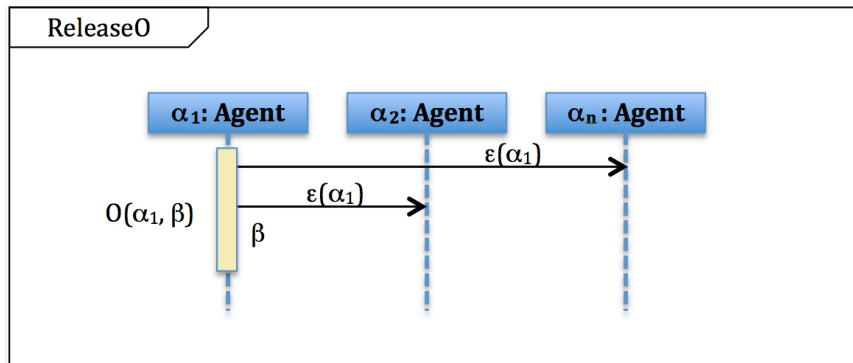 ReleaseO
α₁: Agent
α₂: Agent
αₙ: Agent
ε(α₁)
ε(α₁)
O(α₁, β)
β